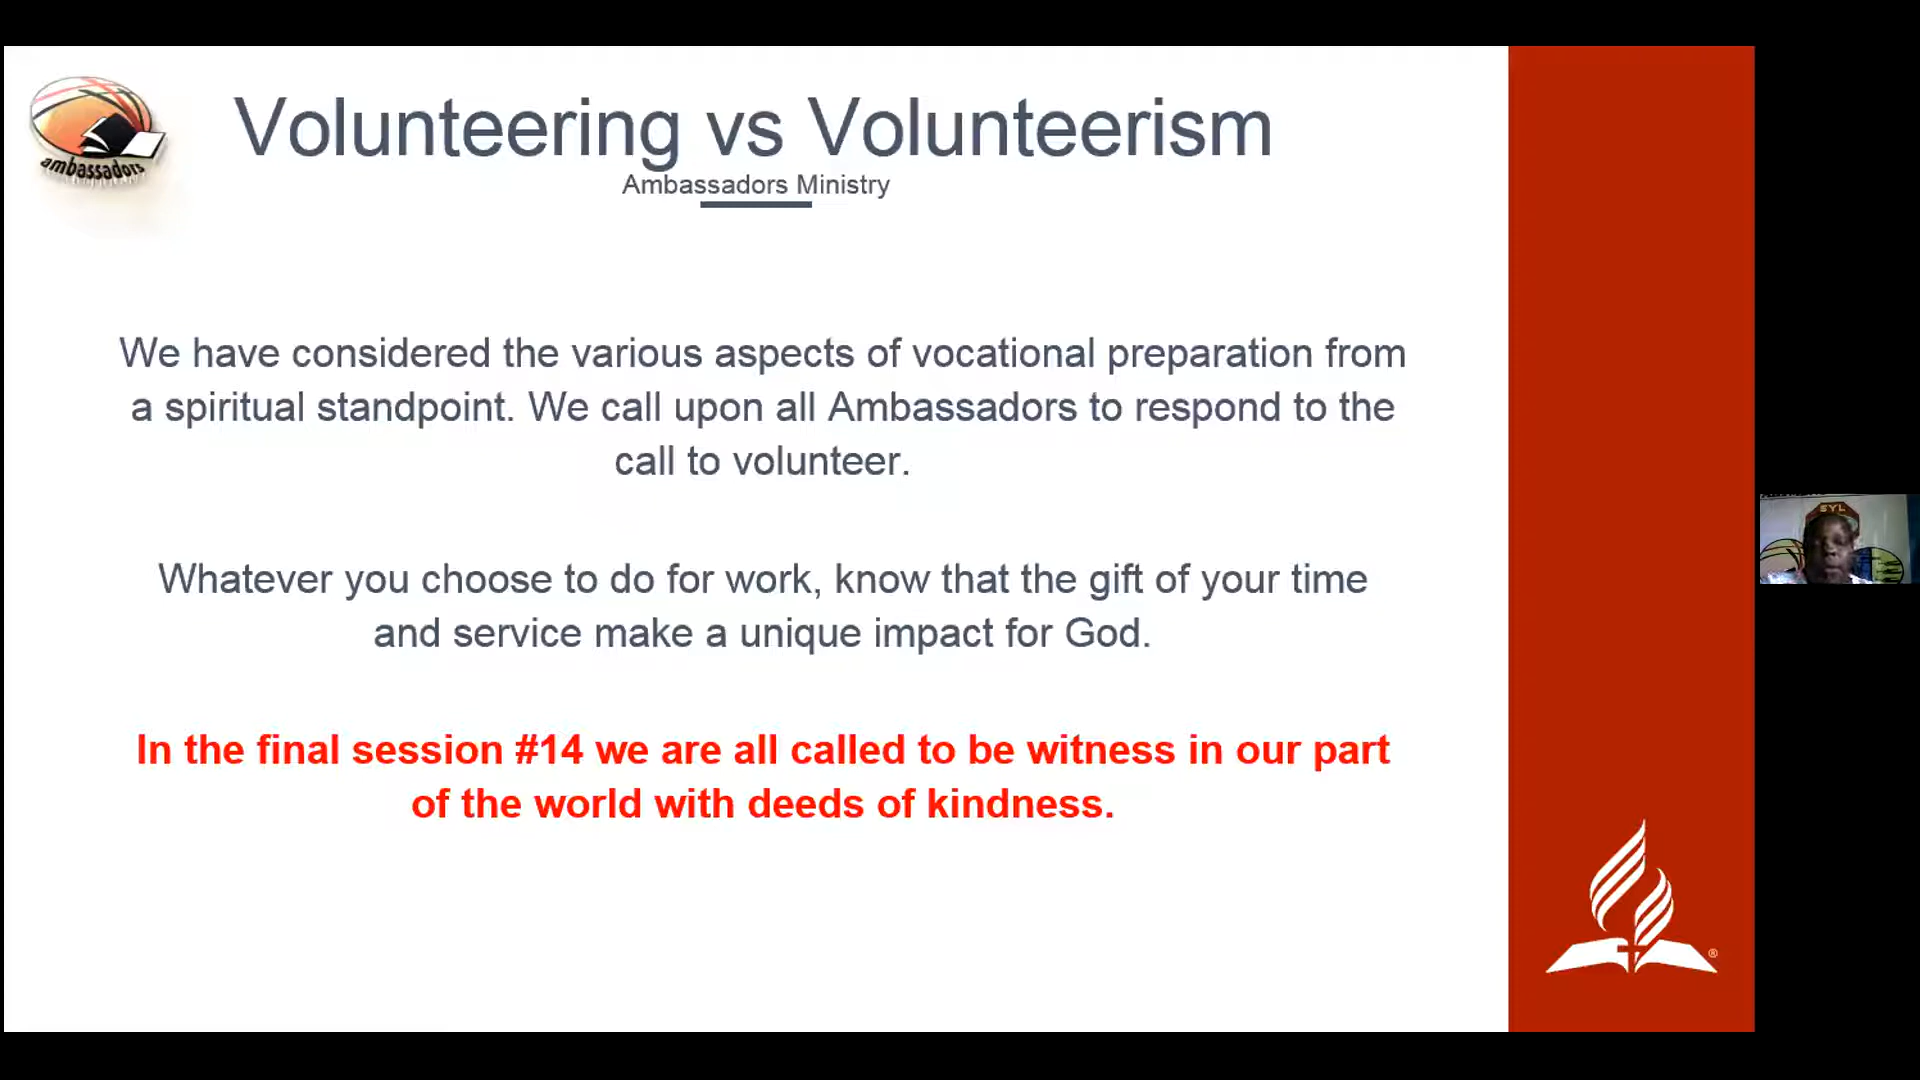 ambassadors
Volunteering vs Volunteerism
Ambassadors Ministry
We have considered the various aspects of vocational preparation from
a spiritual standpoint. We call upon all Ambassadors to respond to the
call to volunteer.
Whatever you choose to do for work, know that the gift of your time
and service make a unique impact for God.
In the final session #14 we are all called to be witness in our part
of the world with deeds of kindness.
SYL
®